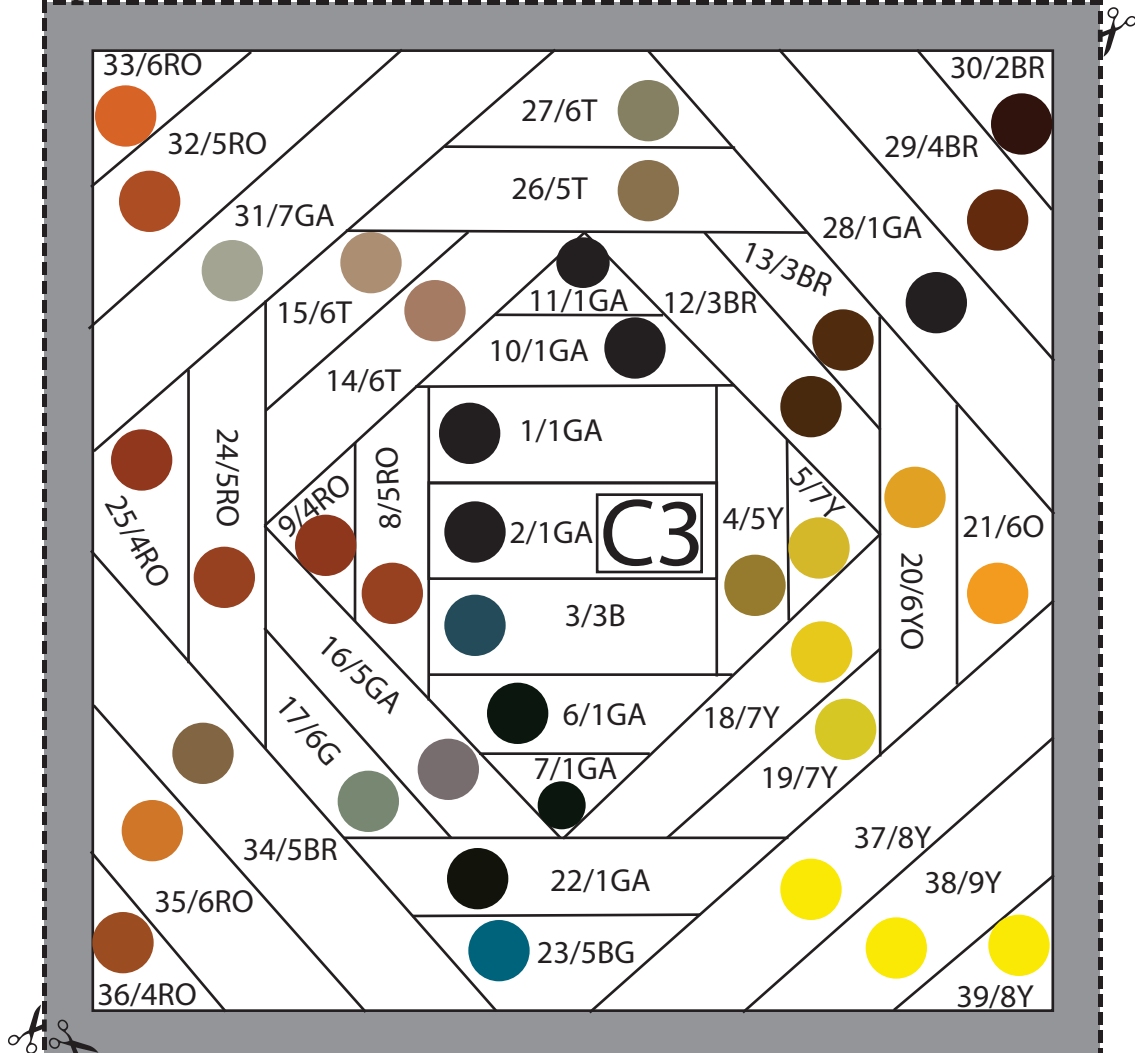 33/6RO
30/2BR
27/6T
32/5RO
29/4BR
26/5T
31/7GA
28/1GA
13/3BR
15/6T
11/1GA
12/3BR
10/1GA
14/6T
1/1GA
24/5RO
8/5RO
9/4RO
5/7Y
25/4RO
2/1GA
C3
4/5Y
21/6O
20/6YO
3/3B
16/5GA
17/6G
6/1GA
18/7Y
7/1GA
19/7Y
34/5BR
37/8Y
22/1GA
38/9Y
35/6RO
23/5BG
36/4RO
39/8Y